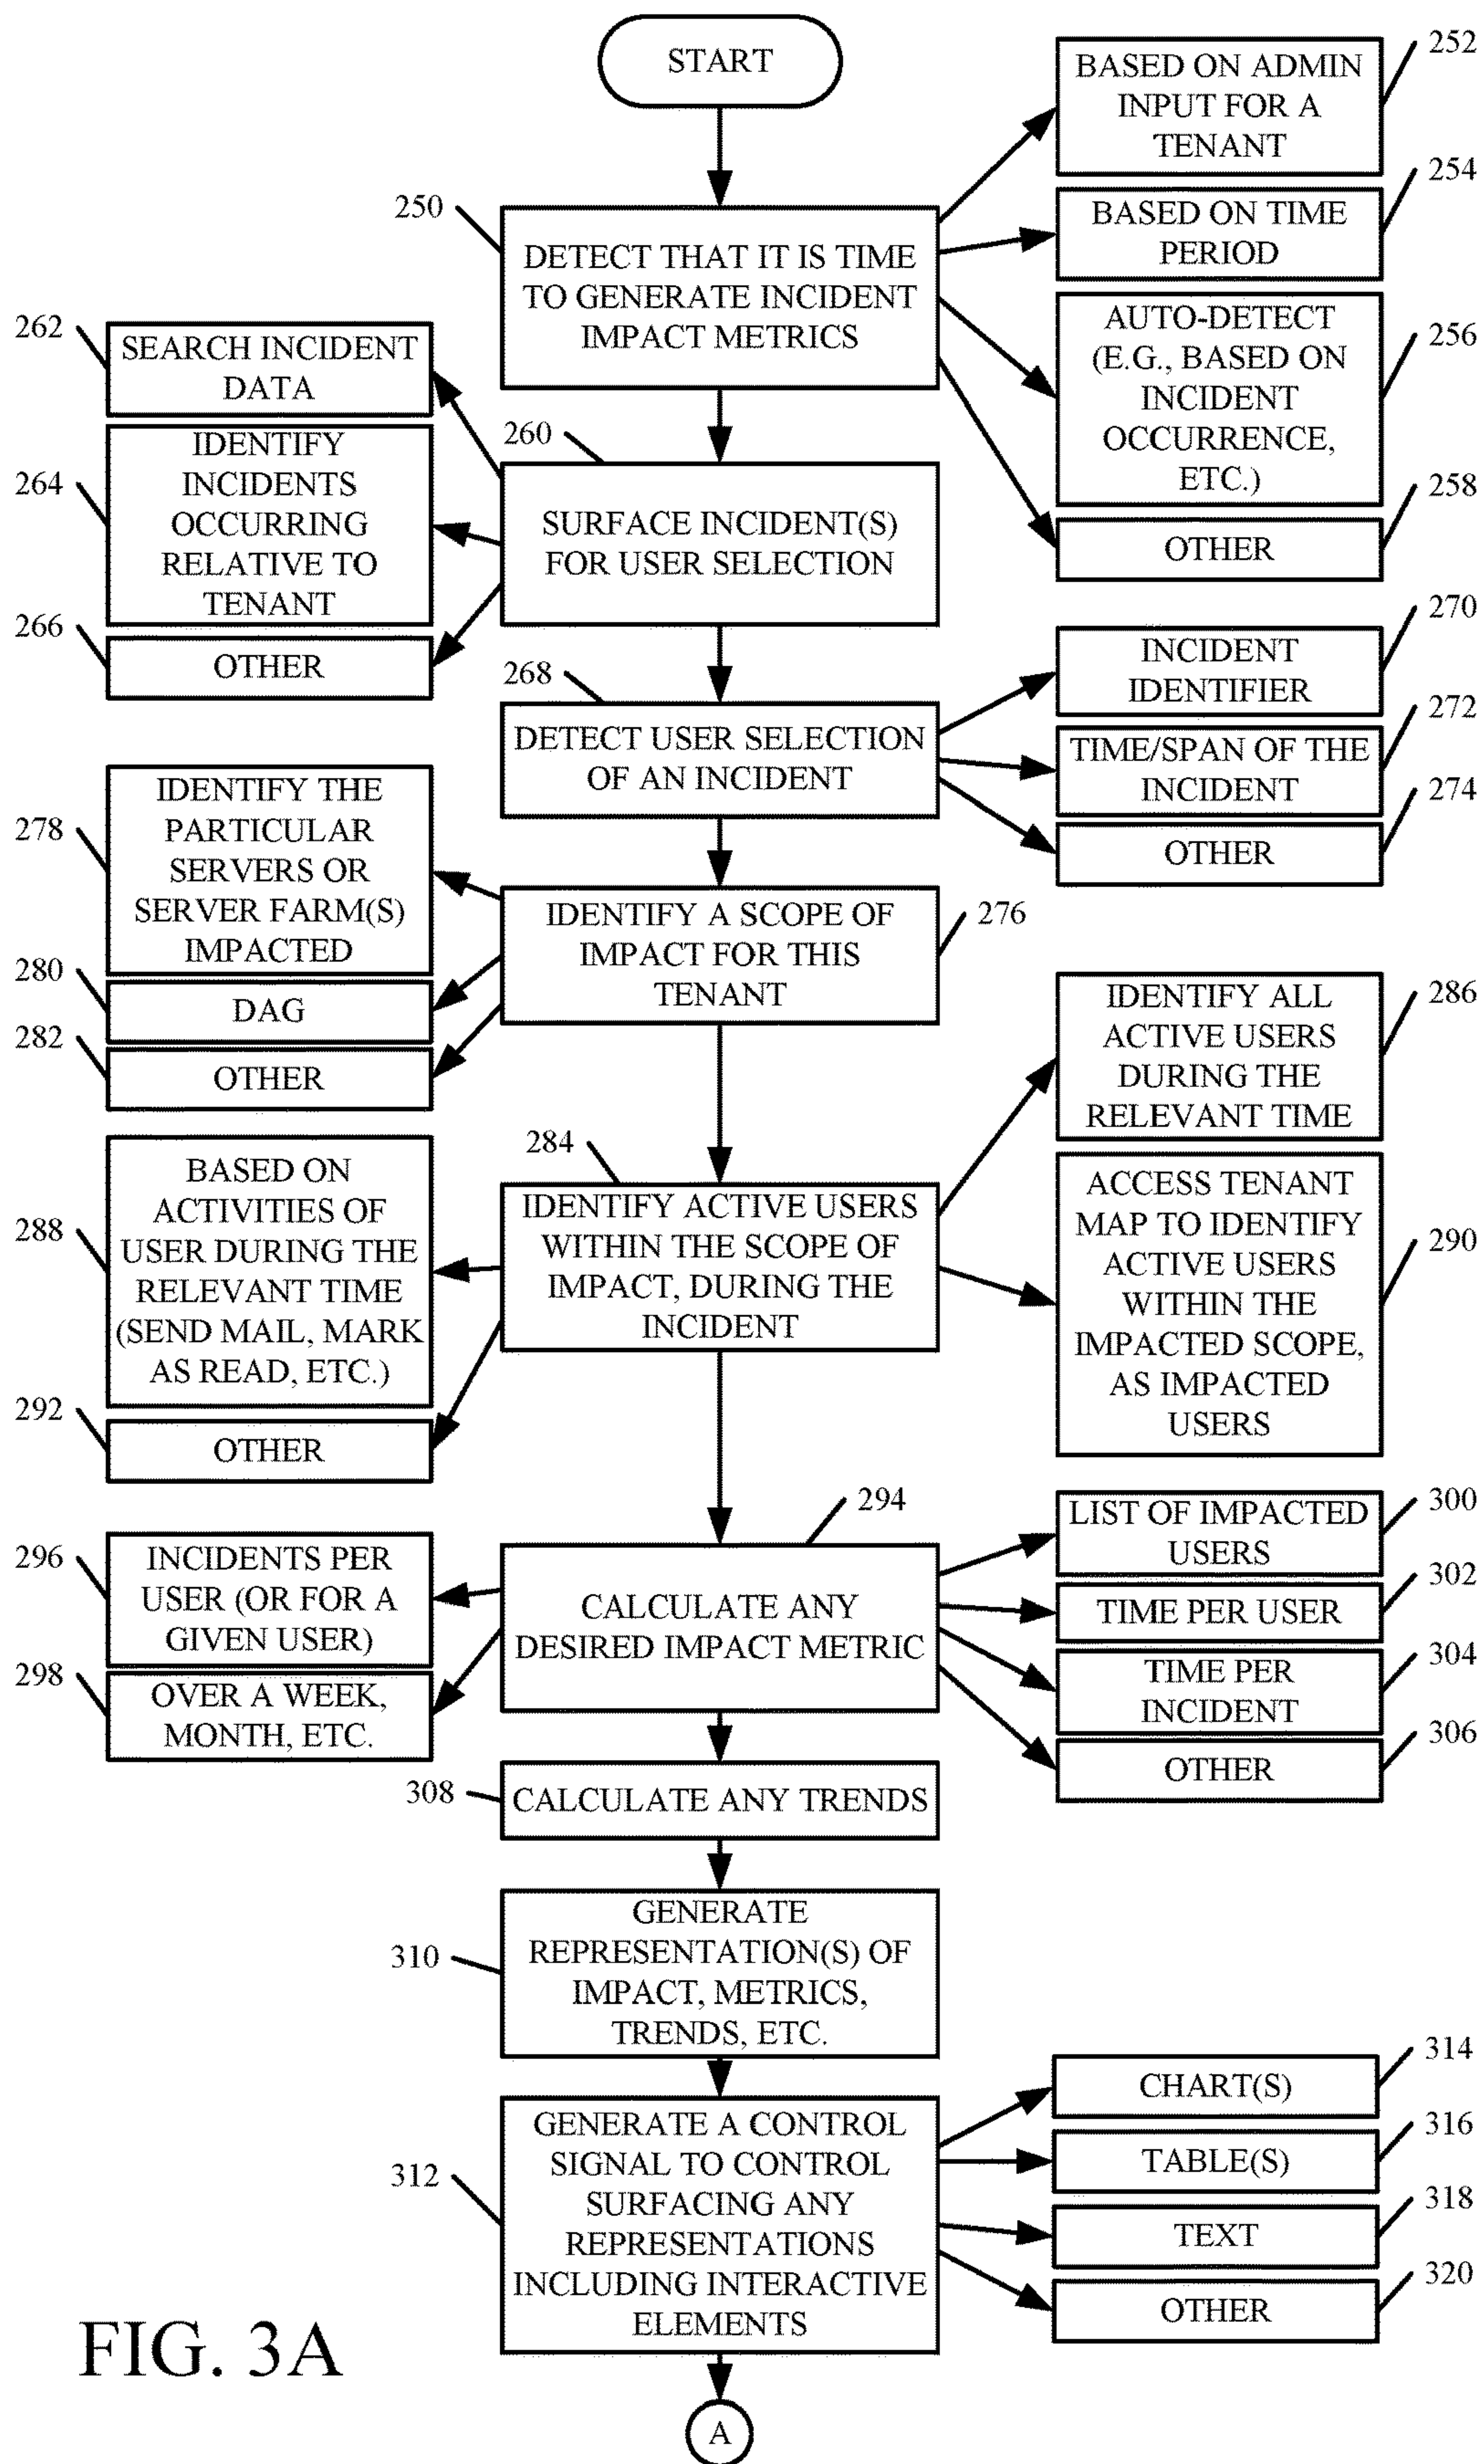 START
252
BASED ON ADMIN
INPUT FOR A
TENANT
254
BASED ON TIME
PERIOD
250
DETECT THAT IT IS TIME
TO GENERATE INCIDENT
IMPACT METRICS
256
AUTO-DETECT
(E.G., BASED ON
INCIDENT
OCCURRENCE,
ETC.)
258
OTHER
262
SEARCH INCIDENT
DATA
264
IDENTIFY
INCIDENTS
OCCURRING
RELATIVE TO
TENANT
266
OTHER
260
SURFACE INCIDENT(S)
FOR USER SELECTION
268
DETECT USER SELECTION
OF AN INCIDENT
270
INCIDENT
IDENTIFIER
272
TIME/SPAN OF THE
INCIDENT
274
OTHER
278
IDENTIFY THE
PARTICULAR
SERVERS OR
SERVER FARM(S)
IMPACTED
280
DAG
282
OTHER
276
IDENTIFY A SCOPE OF
IMPACT FOR THIS
TENANT
286
IDENTIFY ALL
ACTIVE USERS
DURING THE
RELEVANT TIME
284
IDENTIFY ACTIVE USERS
WITHIN THE SCOPE OF
IMPACT, DURING THE
INCIDENT
288
BASED ON
ACTIVITIES OF
USER DURING THE
RELEVANT TIME
(SEND MAIL, MARK
AS READ, ETC.)
290
ACCESS TENANT
MAP TO IDENTIFY
ACTIVE USERS
WITHIN THE
IMPACTED SCOPE,
AS IMPACTED
USERS
292
OTHER
294
CALCULATE ANY
DESIRED IMPACT METRIC
296
INCIDENTS PER
USER (OR FOR A
GIVEN USER)
298
OVER A WEEK,
MONTH, ETC.
300
LIST OF IMPACTED
USERS
302
TIME PER USER
304
TIME PER
INCIDENT
306
OTHER
308
CALCULATE ANY TRENDS
310
GENERATE
REPRESENTATION(S) OF
IMPACT, METRICS,
TRENDS, ETC.
312
GENERATE A CONTROL
SIGNAL TO CONTROL
SURFACING ANY
REPRESENTATIONS
INCLUDING INTERACTIVE
ELEMENTS
314
CHART(S)
316
TABLE(S)
318
TEXT
320
OTHER
FIG. 3A
A